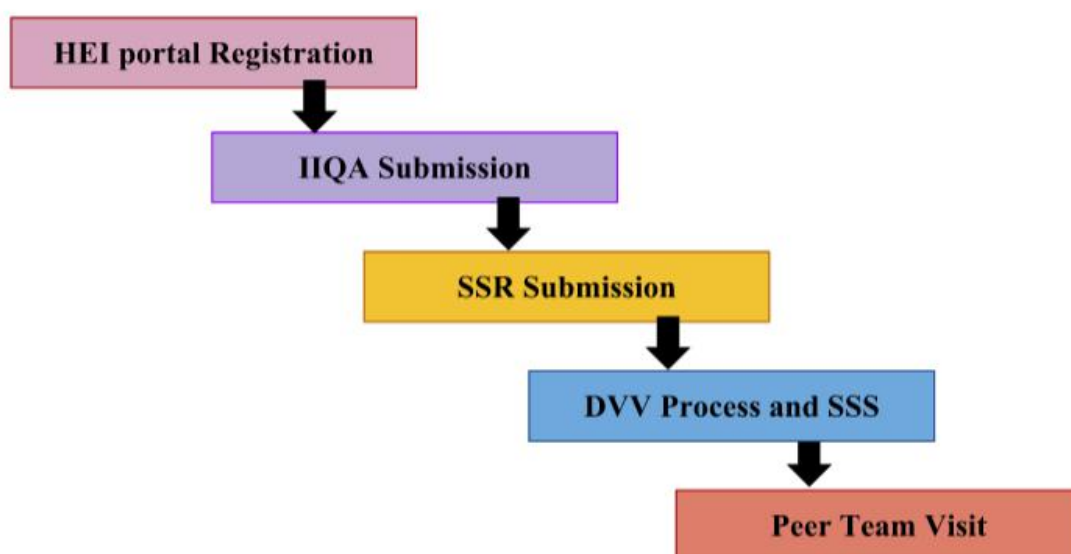 HEI portal Registration
IIQA Submission
SSR Submission
DVV Process and SSS
Peer Team Visit